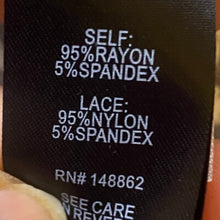 SELF:
95%RAYON
5%SPANDEX
LACE:
95%NYLON
5%SPANDEX
RN# 148862
SEE CARE